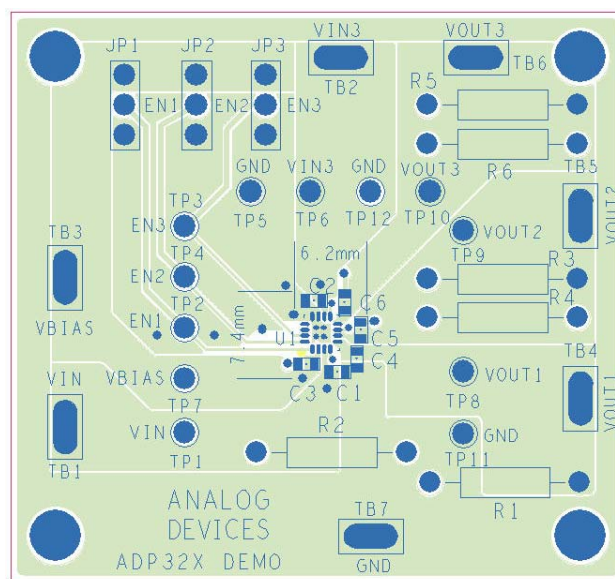 JP1 JP2 JP3 VIN3 VOUT3
TB2 TB6
R5
EN1 EN2 EN3
R6
TB5
GND VIN3 GND VOUT3
TP5 TP6 TP12 TP10
VOUT2
TP3
EN3
TP4
VOUT2
TP9
TB3
6.2mm
R3
EN2
TP2
C2
C6
R4
VBIAS
EN1
7.4mm
U1
C5
C4
TB4
VIN
VBIAS
TP7
C3 C1
VOUT1
TP8
VOUT1
VIN
TP1
TB1
R2
GND
TP11
R1
ANALOG
DEVICES
TB7
ADP32X DEMO
GND